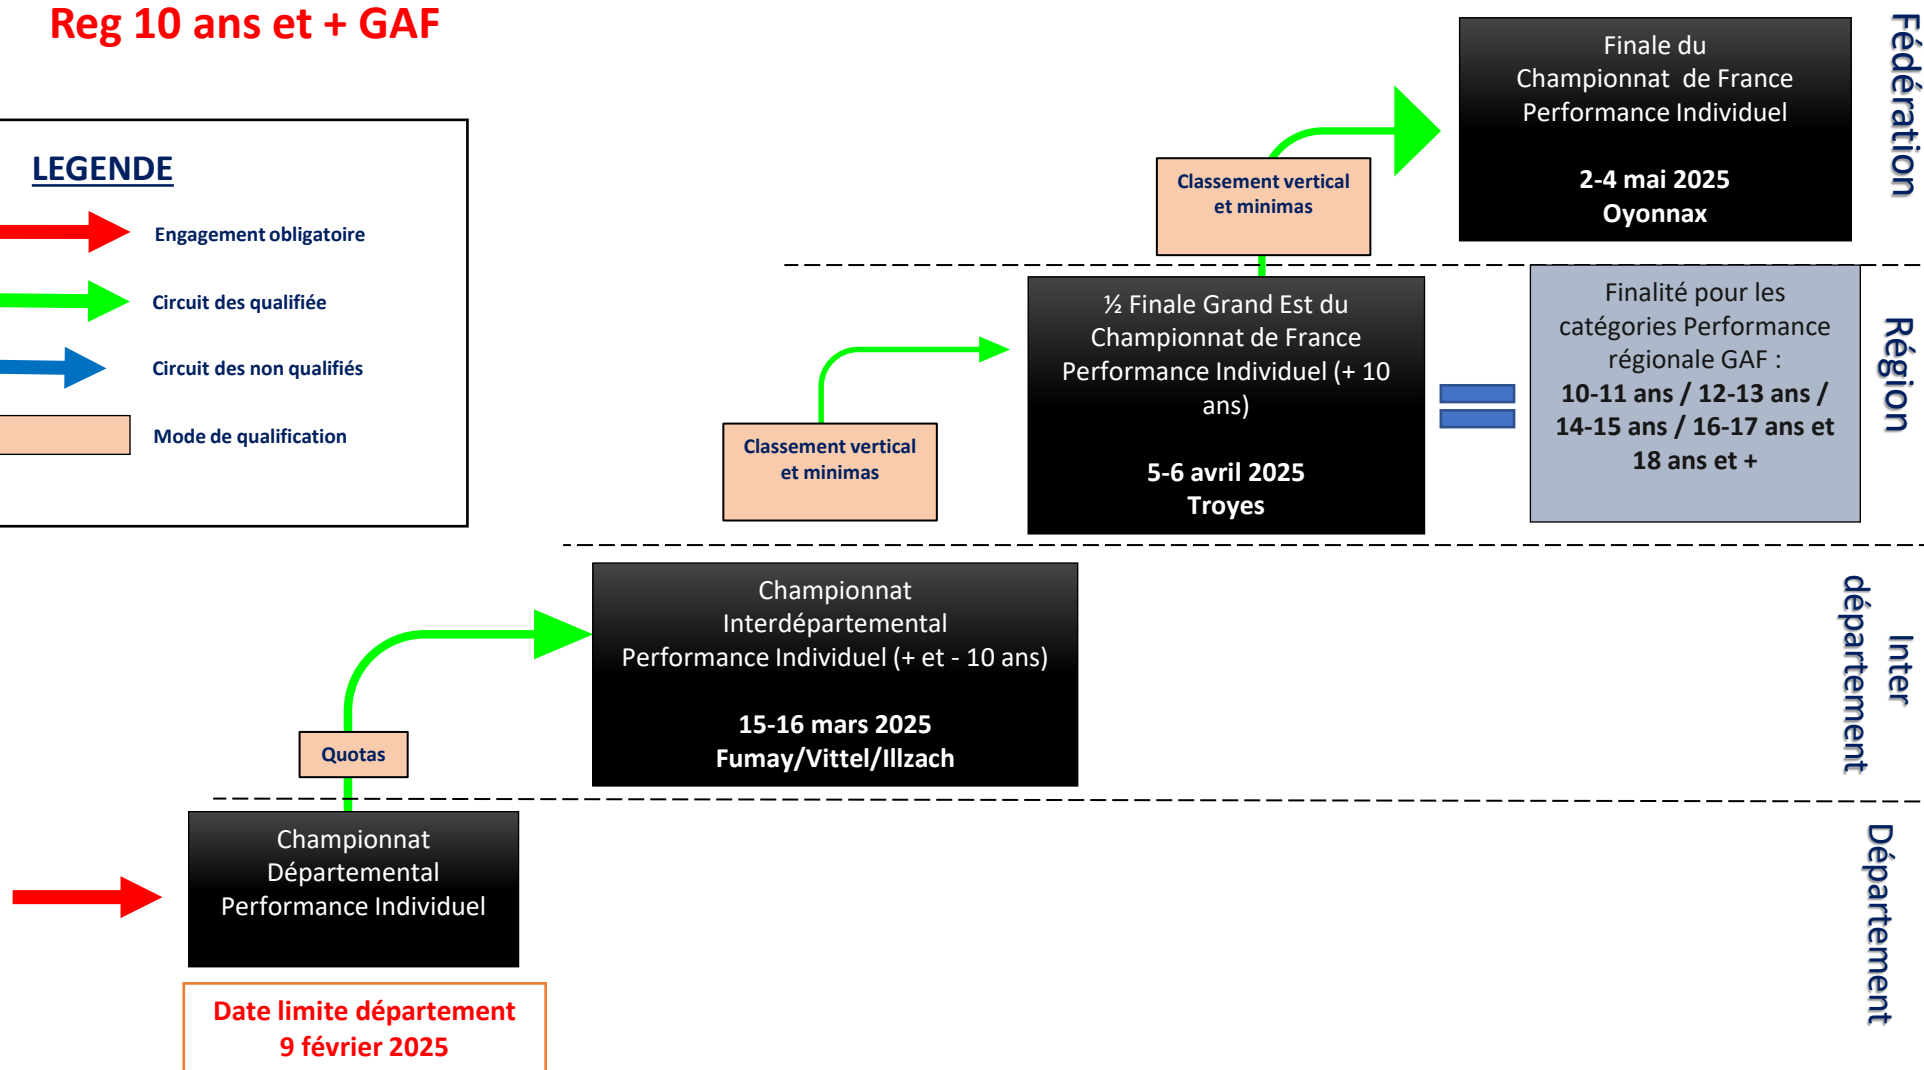 Reg 10 ans et + GAF
LEGENDE
Engagement obligatoire
Circuit des qualifiée
Circuit des non qualifiés
Mode de qualification
Finale du
Championnat de France
Performance Individuel
2-4 mai 2025
Oyonnax
Fédération
Classement vertical
et minimas
½ Finale Grand Est du
Championnat de France
Performance Individuel (+ 10
ans)
5-6 avril 2025
Troyes
Finalité pour les
catégories Performance
régionale GAF :
10-11 ans / 12-13 ans /
14-15 ans / 16-17 ans et
18 ans et +
Région
Classement vertical
et minimas
Championnat
Interdépartemental
Performance Individuel (+ et - 10 ans)
15-16 mars 2025
Fumay/Vittel/Illzach
Inter
département
Quotas
Championnat
Départemental
Performance Individuel
Département
Date limite département
9 février 2025